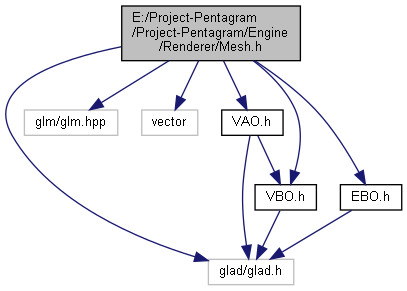 E:/Project-Pentagram
/Project-Pentagram/Engine
/Renderer/Mesh.h
glm/glm.hpp
vector
VAO.h
VBO.h
EBO.h
glad/glad.h